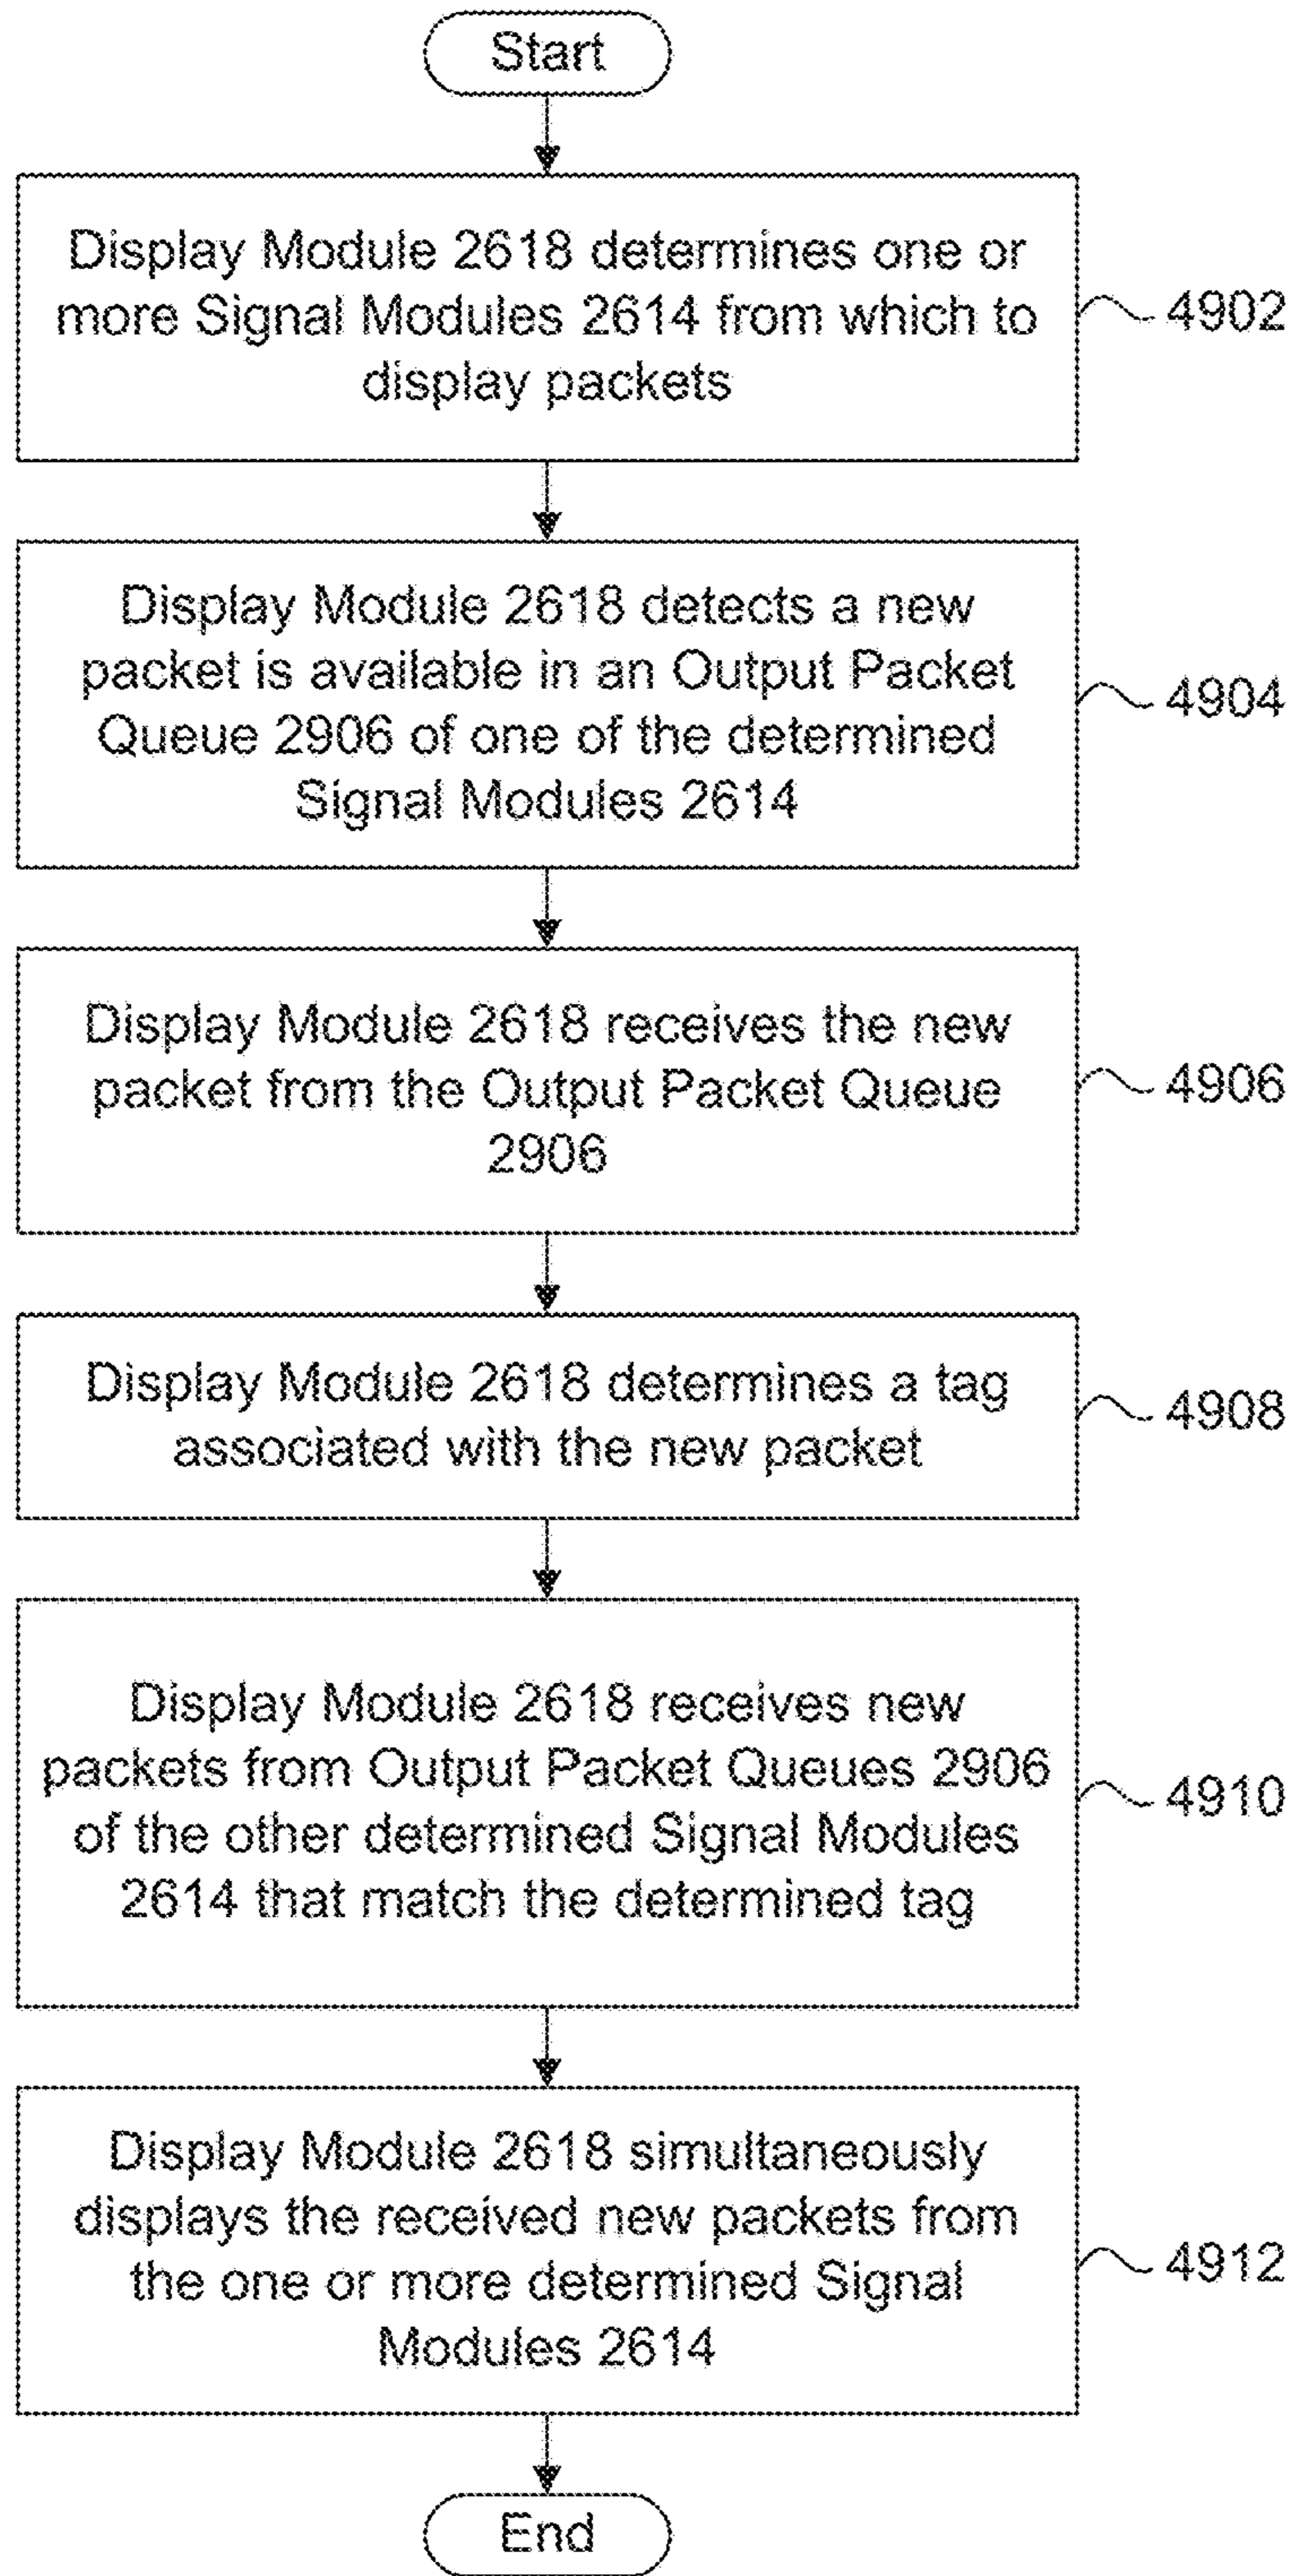 Start
Display Module 2618 determines one or
more Signal Modules 2614 from which to
display packets
4902
Display Module 2618 detects a new
packet is available in an Output Packet
Queue 2906 of one of the determined
Signal Modules 2614
4904
Display Module 2618 receives the new
packet from the Output Packet Queue
2906
4906
Display Module 2618 determines a tag
associated with the new packet
4908
Display Module 2618 receives new
packets from Output Packet Queues 2906
of the other determined Signal Modules
2614 that match the determined tag
4910
Display Module 2618 simultaneously
displays the received new packets from
the one or more determined Signal
Modules 2614
4912
End